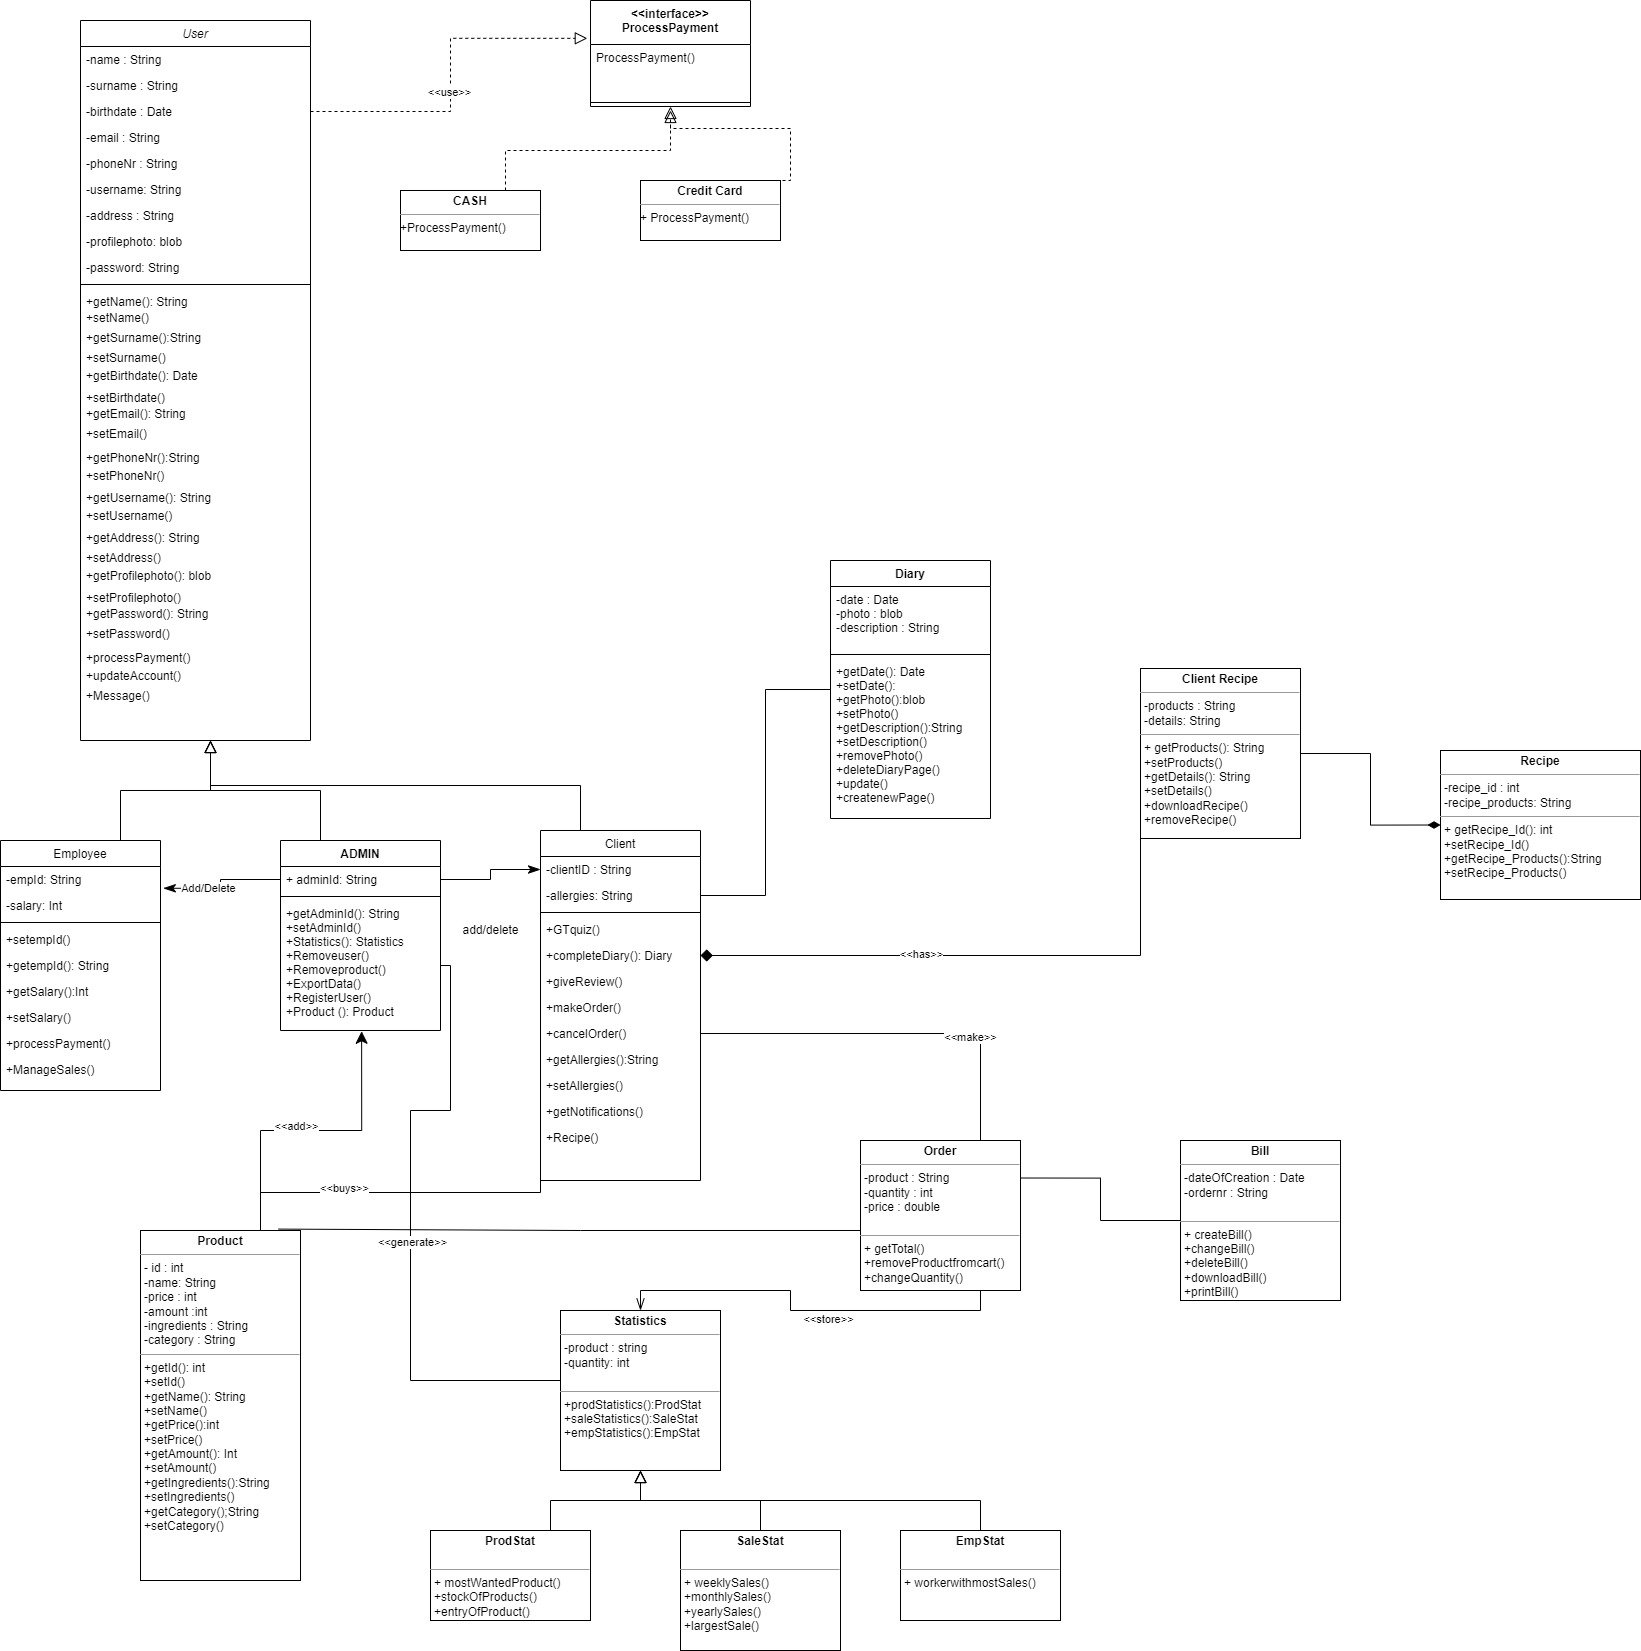 User
-name : String
-surname : String
-birthdate : Date
-email : String
-phoneNr : String
-username: String
-address : String
-profilephoto: blob
-password: String
+getName(): String
+setName()
+getSurname():String
+setSurname()
+getBirthdate(): Date
+setBirthdate()
+getEmail(): String
+setEmail()
+getPhoneNr():String
+setPhoneNr()
+getUsername(): String
+setUsername()
+getAddress(): String
+setAddress()
+getProfilephoto(): blob
+setProfilephoto()
+getPassword(): String
+setPassword()
+processPayment()
+updateAccount()
+Message()
<<use>>
<<interface>>
ProcessPayment
ProcessPayment()
CASH
+ProcessPayment()
Credit Card
+ ProcessPayment()
Diary
-date : Date
-photo : blob
-description : String
+getDate(): Date
+setDate():
+getPhoto():blob
+setPhoto()
+getDescription():String
+setDescription()
+removePhoto()
+deleteDiaryPage()
+update()
+createnewPage()
Client Recipe
-products : String
-details: String
+ getProducts(): String
+setProducts()
+getDetails(): String
+setDetails()
+downloadRecipe()
+removeRecipe()
Recipe
-recipe_id : int
-recipe_products: String
+ getRecipe_Id(): int
+setRecipe_Id()
+getRecipe_Products():String
+setRecipe_Products()
Employee
-empId: String
-salary: Int
+setempId()
+getempId(): String
+getSalary():Int
+setSalary()
+processPayment()
+ManageSales()
Add/Delete
ADMIN
+ adminId: String
+getAdminId(): String
+setAdminId()
+Statistics(): Statistics
+Removeuser()
+Removeproduct()
+ExportData()
+RegisterUser()
+Product (): Product
add/delete
Client
-clientID : String
-allergies: String
+GTquiz()
+completeDiary(): Diary
+giveReview()
+makeOrder()
+cancelOrder()
+getAllergies():String
+setAllergies()
+getNotifications()
+Recipe()
<<has>>
<<make>>
<<add>>
<<buys>>
<<generate>>
Order
-product : String
-quantity : int
-price : double
+ getTotal()
+removeProductfromcart()
+changeQuantity()
Bill
-dateOfCreation : Date
-ordernr : String
+ createBill()
+changeBill()
+deleteBill()
+downloadBill()
+printBill()
Product
- id : int
-name: String
-price : int
-amount :int
-ingredients : String
-category : String
+getId(): int
+setId()
+getName(): String
+setName()
+getPrice():int
+setPrice()
+getAmount(): Int
+setAmount()
+getIngredients():String
+setIngredients()
+getCategory();String
+setCategory()
<<store>>
Statistics
-product : string
-quantity: int
+prodStatistics():ProdStat
+saleStatistics():SaleStat
+empStatistics():EmpStat
ProdStat
+ mostWantedProduct()
+stockOfProducts()
+entryOfProduct()
SaleStat
+ weeklySales()
+monthlySales()
+yearlySales()
+largestSale()
EmpStat
+ workerwithmostSales()